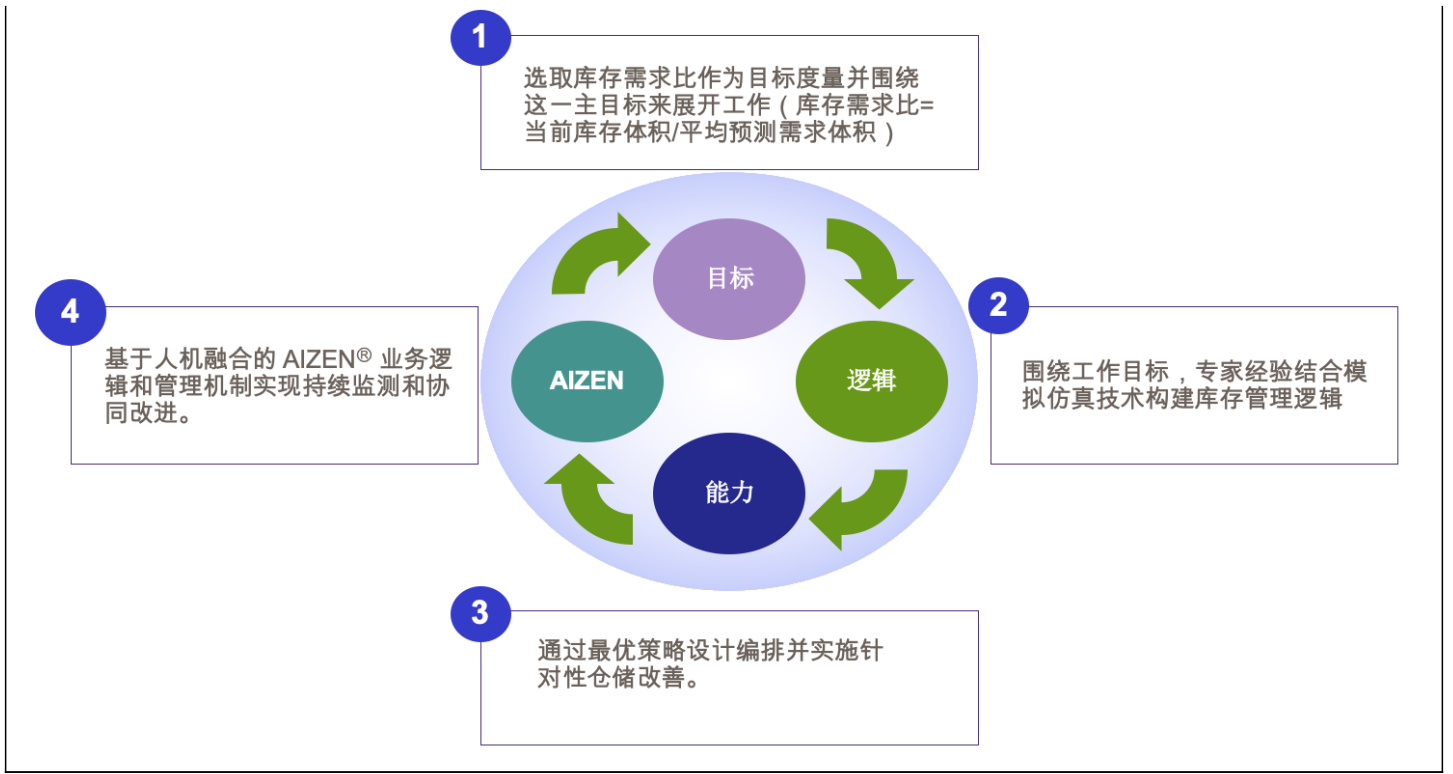 1
选取库存需求比作为目标度量并围绕
这一主目标来展开工作（库存需求比=
当前库存体积/平均预测需求体积）
目标
2
围绕工作目标，专家经验结合模
拟仿真技术构建库存管理逻辑
逻辑
3
通过最优策略设计编排并实施针
对性仓储改善。
能力
4
基于人机融合的 AIZEN® 业务逻
辑和管理机制实现持续监测和协
同改进。
AIZEN